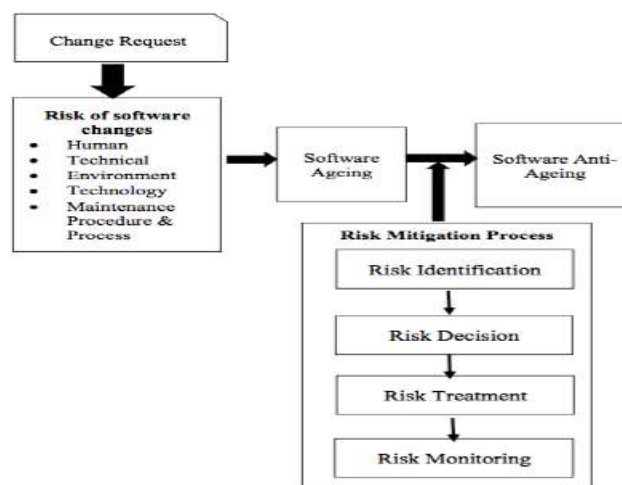 Change Request
Risk of software
changes
• Human
• Technical
• Environment
• Technology
• Maintenance
Procedure &
Process
Software
Ageing
Software Anti-
Ageing
Risk Mitigation Process
Risk Identification
Risk Decision
Risk Treatment
Risk Monitoring